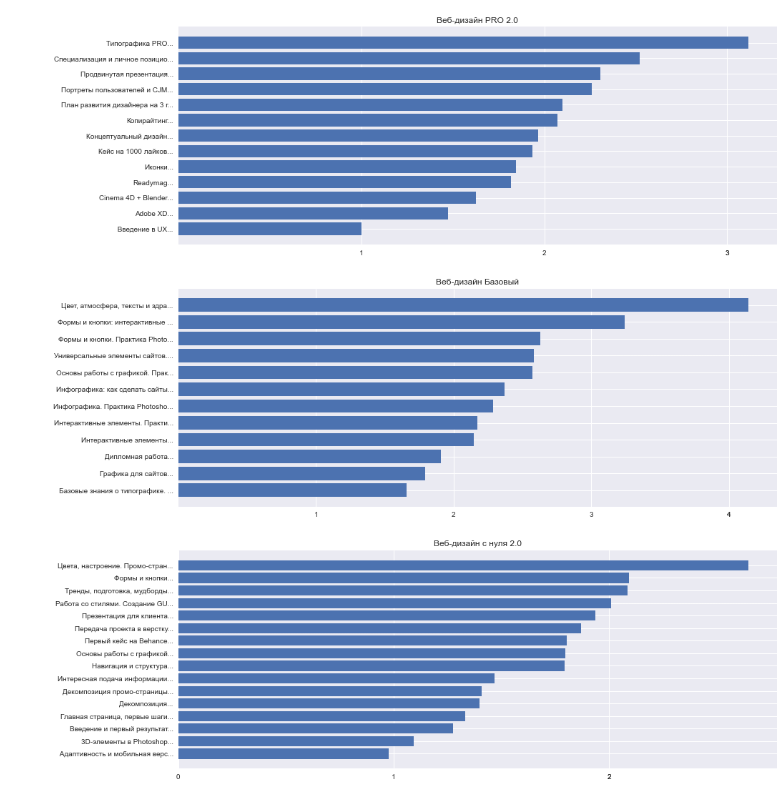 Веб-дизайн PRO 2.0
Типографика PRO...
Специализация и личное позицио...
Продвинутая презентация...
Портреты пользователей и CJM...
План развития дизайнера на 3 г...
Копирайтинг...
Концептуальный дизайн...
Кейс на 1000 лайков...
Иконки...
Readymag...
Cinema 4D + Blender...
Adobe XD...
Введение в UX...
1 2 3
Веб-дизайн Базовый
Цвет, атмосфера, тексты и здра...
Формы и кнопки: интерактивные ...
Формы и кнопки. Практика Photo...
Универсальные элементы сайтов....
Основы работы с графикой. Прак...
Инфографика: как сделать сайты...
Инфографика. Практика Photosho...
Интерактивные элементы. Практи...
Интерактивные элементы...
Дипломная работа...
Графика для сайтов...
Базовые знания о типографике. ...
1 2 3 4
Веб-дизайн с нуля 2.0
Цвета, настроение. Промо-стран...
Формы и кнопки...
Тренды, подготовка, мудборды...
Работа со стилями. Создание GU...
Презентация для клиента...
Передача проекта в верстку...
Первый кейс на Behance...
Основы работы с графикой...
Навигация и структура...
Интересная подача информации...
Декомпозиция промо-страницы...
Декомпозиция...
Главная страница, первые шаги...
Введение и первый результат...
3D-элементы в Photoshop...
Адаптивность и мобильная верс...
0 1 2